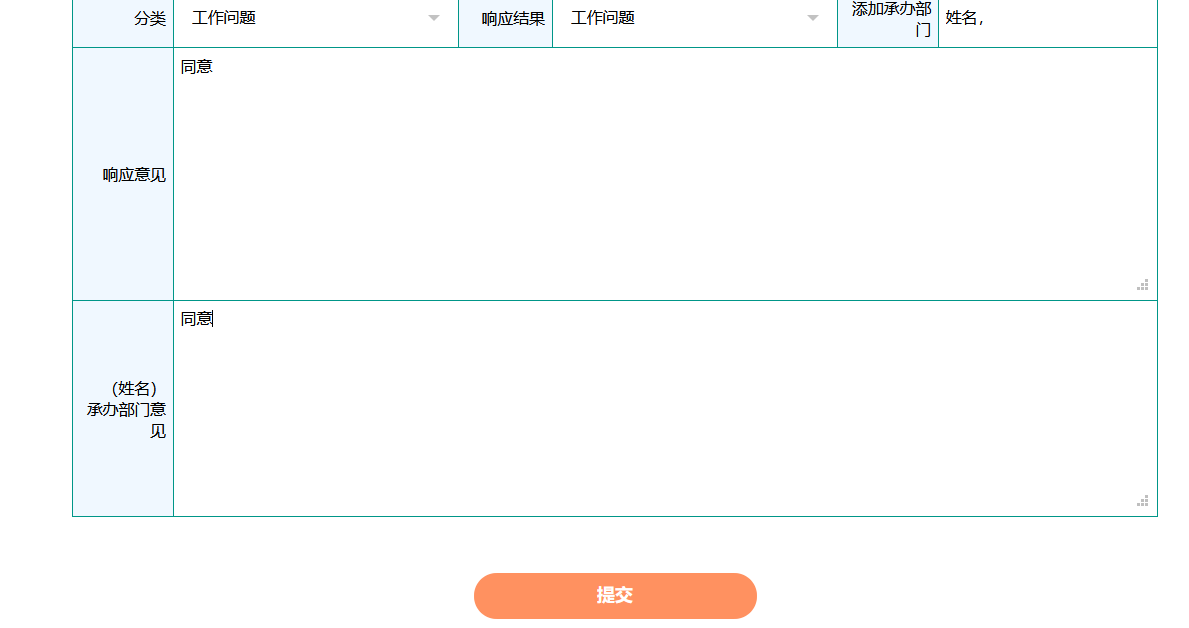 分类
工作问题
响应结果
工作问题
添加承办部
门
姓名，
响应意见
同意
（姓名）
承办部门意
见
同意
提交